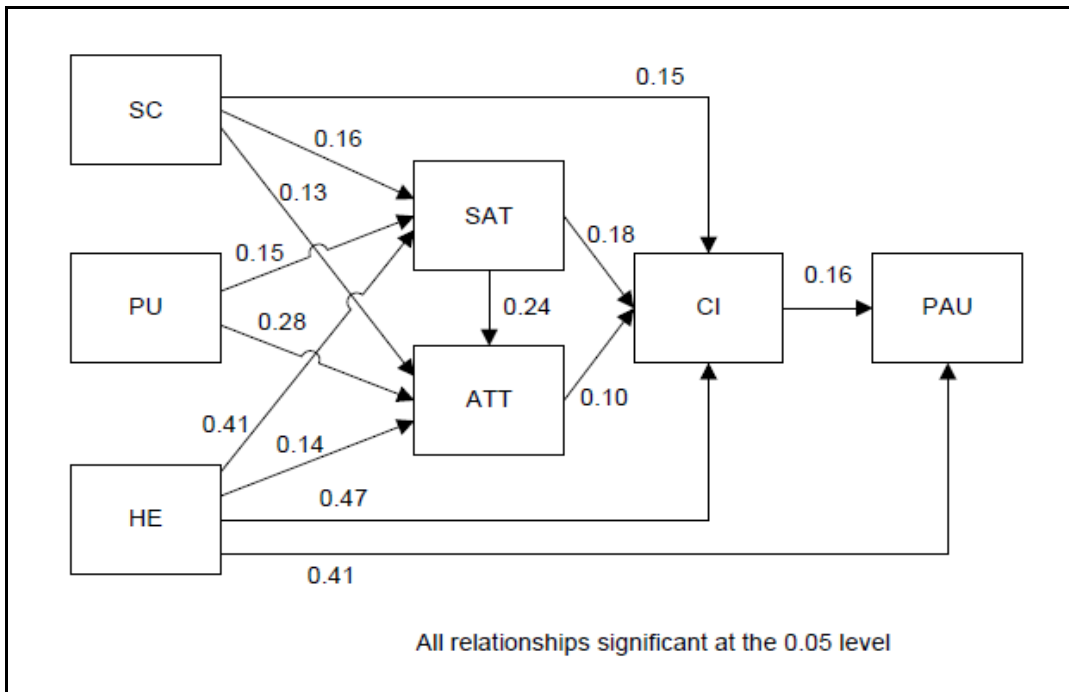 SC
0.15
0.16
0.13
SAT
0.15
0.18
PU
0.28
0.24
CI
0.16
PAU
ATT
0.10
0.41
0.14
HE
0.47
0.41
All relationships significant at the 0.05 level